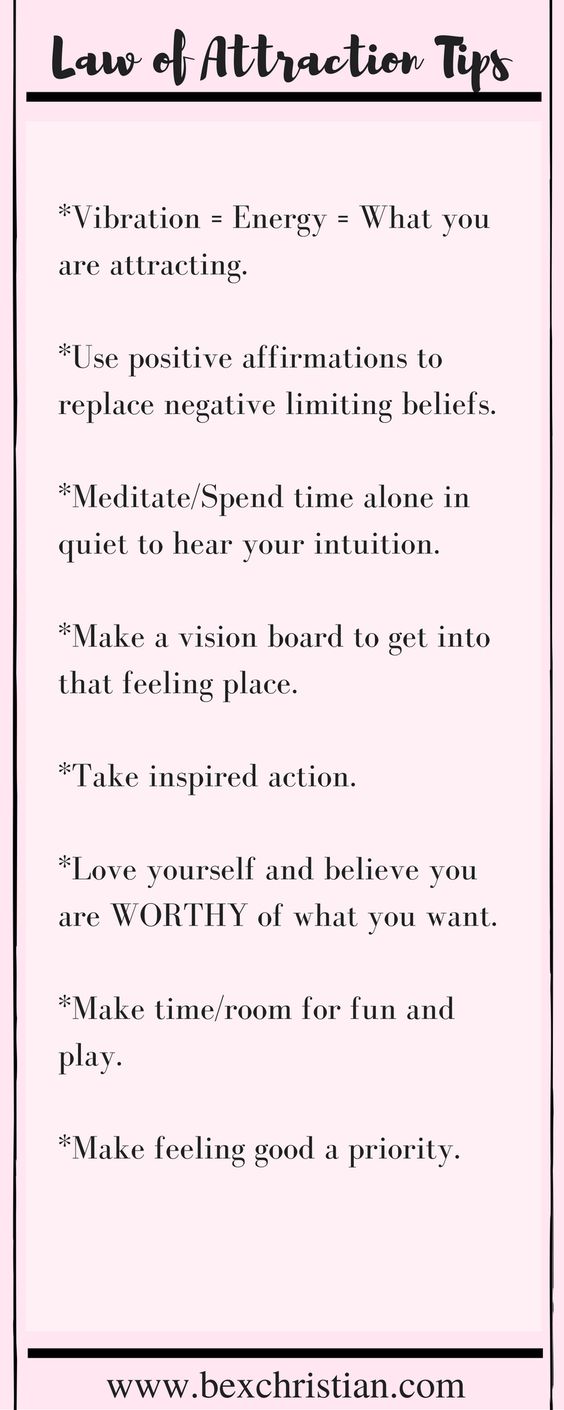 Law of Attraction Tips
*Vibration = Energy = What you
are attracting.
*Use positive affirmations to
replace negative limiting beliefs.
*Meditate/Spend time alone in
quiet to hear your intuition.
*Make a vision board to get into
that feeling place.
*Take inspired action.
*Love yourself and believe you
are WORTHY of what you want.
*Make time/room for fun and
play.
*Make feeling good a priority.
www.bexchristian.com